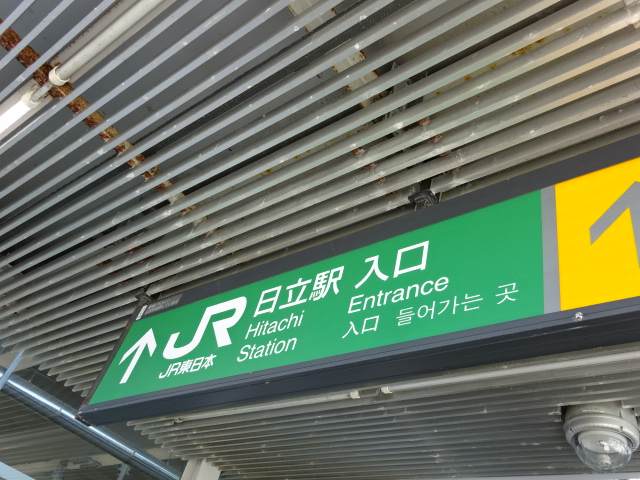 JR
JR東日本
日立駅 入口
Hitachi Station
Entrance
入口 들어가는 곳